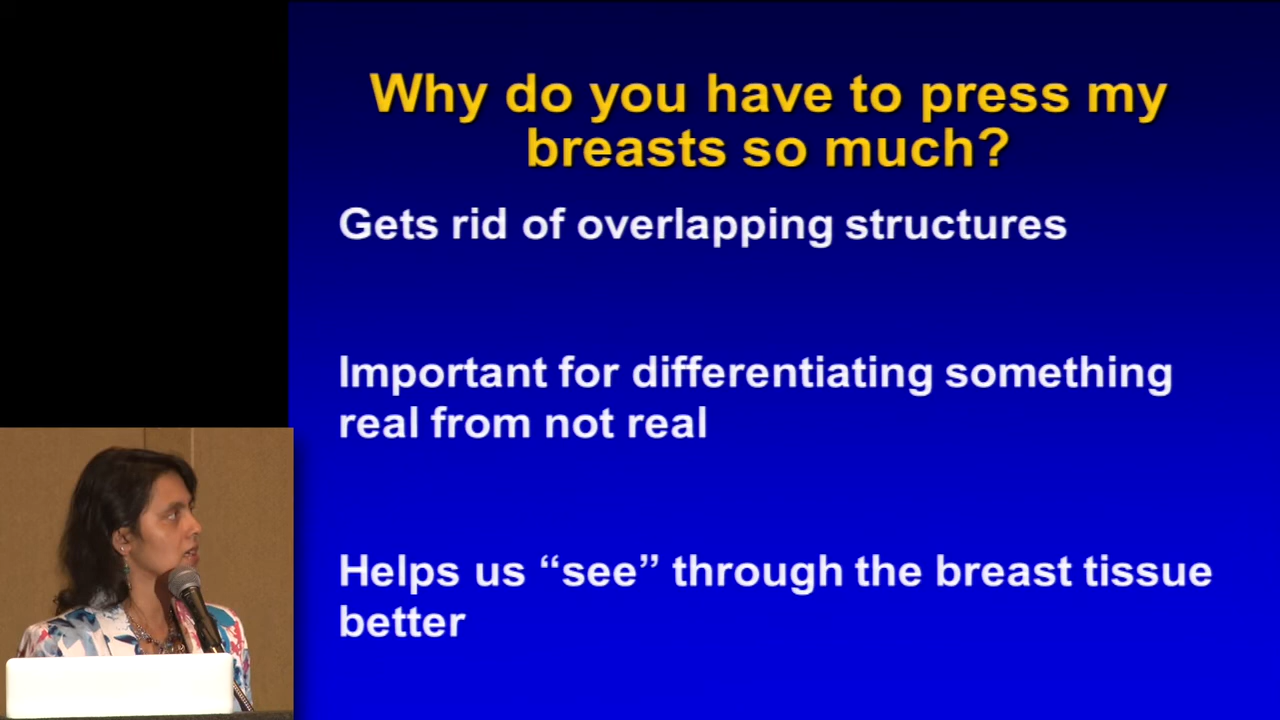 Why do you have to press my
breasts so much?
Gets rid of overlapping structures
Important for differentiating something
real from not real
Helps us “see” through the breast tissue
better